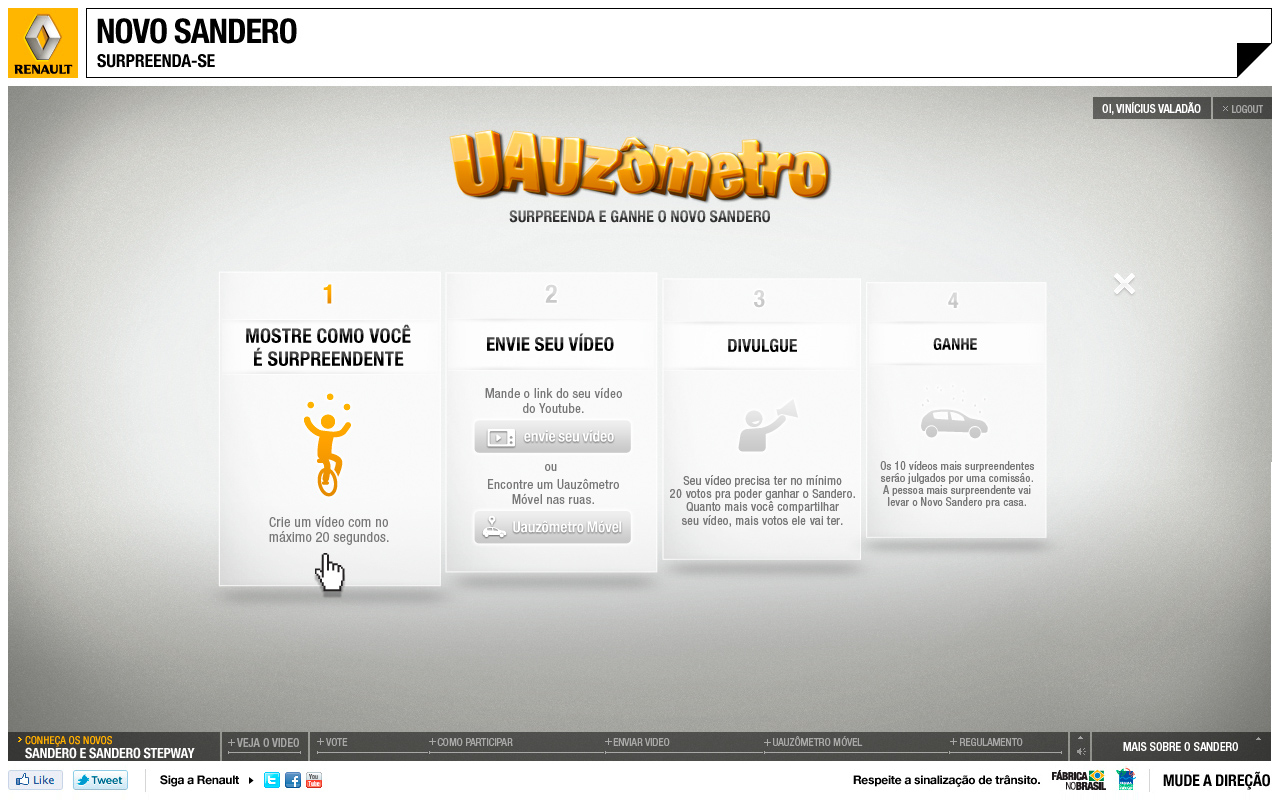 RENAULT
NOVO SANDERO
SURPREENDA-SE
OI, VINÍCIUS VALADÃO
× LOGOUT
UAUzômetro
SURPREENDA E GANHE O NOVO SANDERO
1
MOSTRE COMO VOCÊ
É SURPREENDENTE
Crie um vídeo com no
máximo 20 segundos.
2
ENVIE SEU VÍDEO
Mande o link do seu vídeo
do Youtube.
envie seu vídeo
ou
Encontre um Uauzômetro
Móvel nas ruas.
Uauzômetro Móvel
3
DIVULGUE
Seu vídeo precisa ter no mínimo
20 votos pra poder ganhar o Sandero.
Quanto mais você compartilhar
seu vídeo, mais votos ele vai ter.
4
GANHE
Os 10 vídeos mais surpreendentes
serão julgados por uma comissão.
A pessoa mais surpreendente vai
levar o Novo Sandero pra casa.
> CONHEÇA OS NOVOS
SANDERO E SANDERO STEPWAY
+ VEJA O VIDEO
+ VOTE
+ COMO PARTICIPAR
+ ENVIAR VIDEO
+ UAUZÔMETRO MÓVEL
+ REGULAMENTO
MAIS SOBRE O SANDERO
Like
Tweet
Siga a Renault
You Tube
Respeite a sinalização de trânsito.
FÁBRICA
NO BRASIL
MUDE A DIREÇÃO